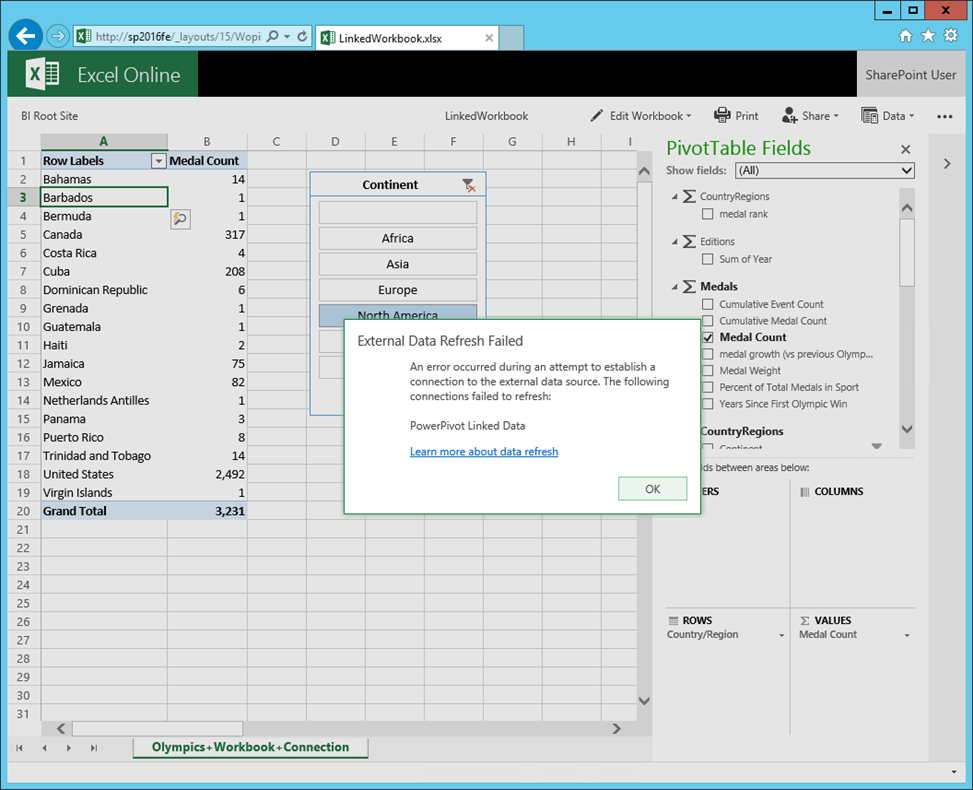 http://sp2016fe/_layouts/15/Wopi
LinkedWorkbook.xlsx
Excel Online
SharePoint User
BI Root Site
LinkedWorkbook
Edit Workbook
Print
Share
Data
A B C D E F G H I
1 Row Labels Medal Count
2 Bahamas 14
3 Barbados 1
4 Bermuda 1
5 Canada 317
6 Costa Rica 4
7 Cuba 208
8 Dominican Republic 6
9 Grenada 1
10 Guatemala 1
11 Haiti 2
12 Jamaica 75
13 Mexico 82
14 Netherlands Antilles 1
15 Panama 3
16 Puerto Rico 8
17 Trinidad and Tobago 14
18 United States 2,492
19 Virgin Islands 1
20 Grand Total 3,231
21
22
23
24
25
26
27
28
29
30
31
Continent
Africa
Asia
Europe
North America
External Data Refresh Failed
An error occurred during an attempt to establish a
connection to the external data source. The following
connections failed to refresh:
PowerPivot Linked Data
Learn more about data refresh
OK
PivotTable Fields
Show fields: (All)
CountryRegions
medal rank
Editions
Sum of Year
Medals
Cumulative Event Count
Cumulative Medal Count
Medal Count
medal growth (vs previous Olymp...
Medal Weight
Percent of Total Medals in Sport
Years Since First Olympic Win
CountryRegions
Continent
lds between areas below:
ERS
COLUMNS
ROWS
Country/Region
VALUES
Medal Count
Olympics+Workbook+Connection